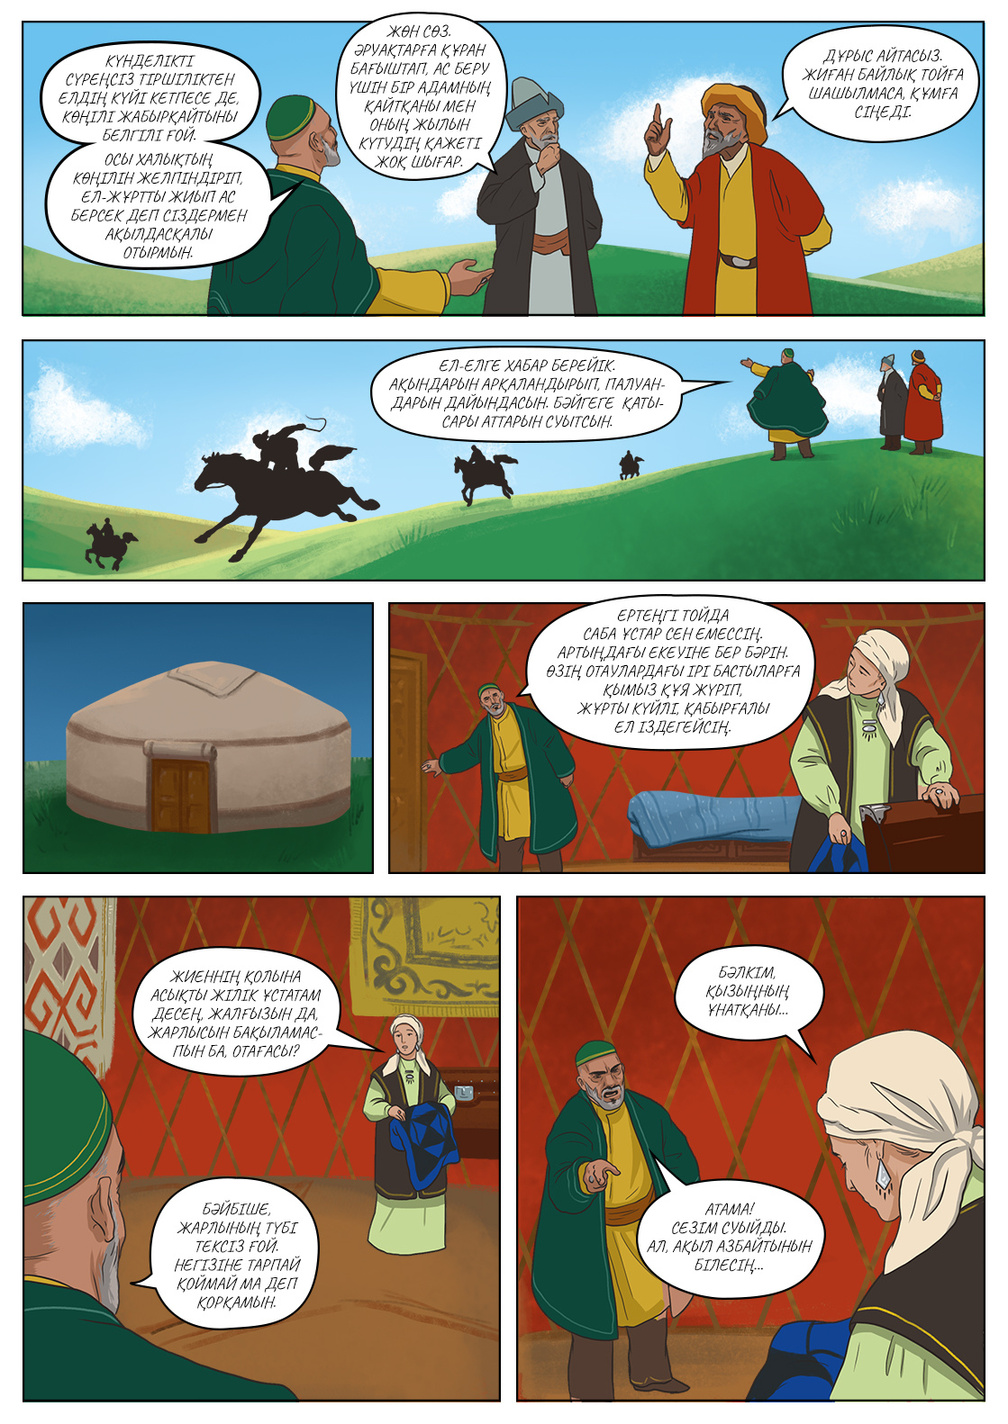 КҮНДЕЛІКТІ
СҮРЕҢСІЗ ТІРШІЛІКТЕН
ЕЛДІҢ КҮЙІ КЕТПЕСЕ ДЕ,
КӨҢІЛІ ЖАБЫРҚАЙТЫНЫ
БЕЛГІЛІ ҒОЙ.
ОСЫ ХАЛЫҚТЫҢ
КӨҢІЛІН ЖЕЛПІНДІРІП,
ЕЛ-ЖҰРТТЫ ЖИЫП АС
БЕРСЕК ДЕП СІЗДЕРМЕН
АҚЫЛДАСҚАЛЫ
ОТЫРМЫН.
ЖӨН СӨЗ.
ӘРУАҚТАРҒА ҚҰРАН
БАҒЫШТАП, АС БЕРУ
ҮШІН БІР АДАМНЫҢ
ҚАЙТҚАНЫ МЕН
ОНЫҢ ЖЫЛЫН
КҮТУДІҢ ҚАЖЕТІ
ЖОҚ ШЫҒАР.
ДҰРЫС АЙТАСЫЗ.
ЖИҒАН БАЙЛЫҚ ТОЙҒА
ШАШЫЛМАСА, ҚҰМҒА
СІҢЕДІ.
ЕЛ-ЕЛГЕ ХАБАР БЕРЕЙІК.
АҚЫНДАРЫН АРҚАЛАНДЫРЫП, ПАЛУАН-
ДАРЫН ДАЙЫНДАСЫН. БӘЙГЕГЕ ҚАТЫ-
САРЫ АТТАРЫН СУЫТСЫН.
ЕРТЕҢГІ ТОЙДА
САБА ҰСТАР СЕН ЕМЕССІҢ.
АРТЫҢДАҒЫ ЕКЕУІНЕ БЕР БӘРІН.
ӨЗІҢ ОТАУЛАРДАҒЫ ІРІ БАСТЫЛАРҒА
ҚЫМЫЗ ҚҰЯ ЖҮРІП,
ЖҰРТЫ КҮЙЛІ, ҚАБЫРҒАЛЫ
ЕЛ ІЗДЕГЕЙСІҢ.
ЖИЕННІҢ ҚОЛЫНА
АСЫҚТЫ ЖІЛІК ҰСТАТАМ
ДЕСЕҢ, ЖАЛҒЫЗЫН ДА,
ЖАРЛЫСЫН БАҚЫЛАМАС-
ПЫН БА, ОТАҒАСЫ?
БӘЙБІШЕ,
ЖАРЛЫНЫҢ ТҮБІ
ТЕКСІЗ ҒОЙ.
НЕГІЗІНЕ ТАРПАЙ
ҚОЙМАЙ МА ДЕП
ҚОРҚАМЫН.
БӘЛКІМ,
ҚЫЗЫҢНЫҢ
ҰНАТҚАНЫ...
АТАМА!
СЕЗІМ СУЫЙДЫ.
АЛ, АҚЫЛ АЗБАЙТЫНЫН
БІЛЕСІҢ...